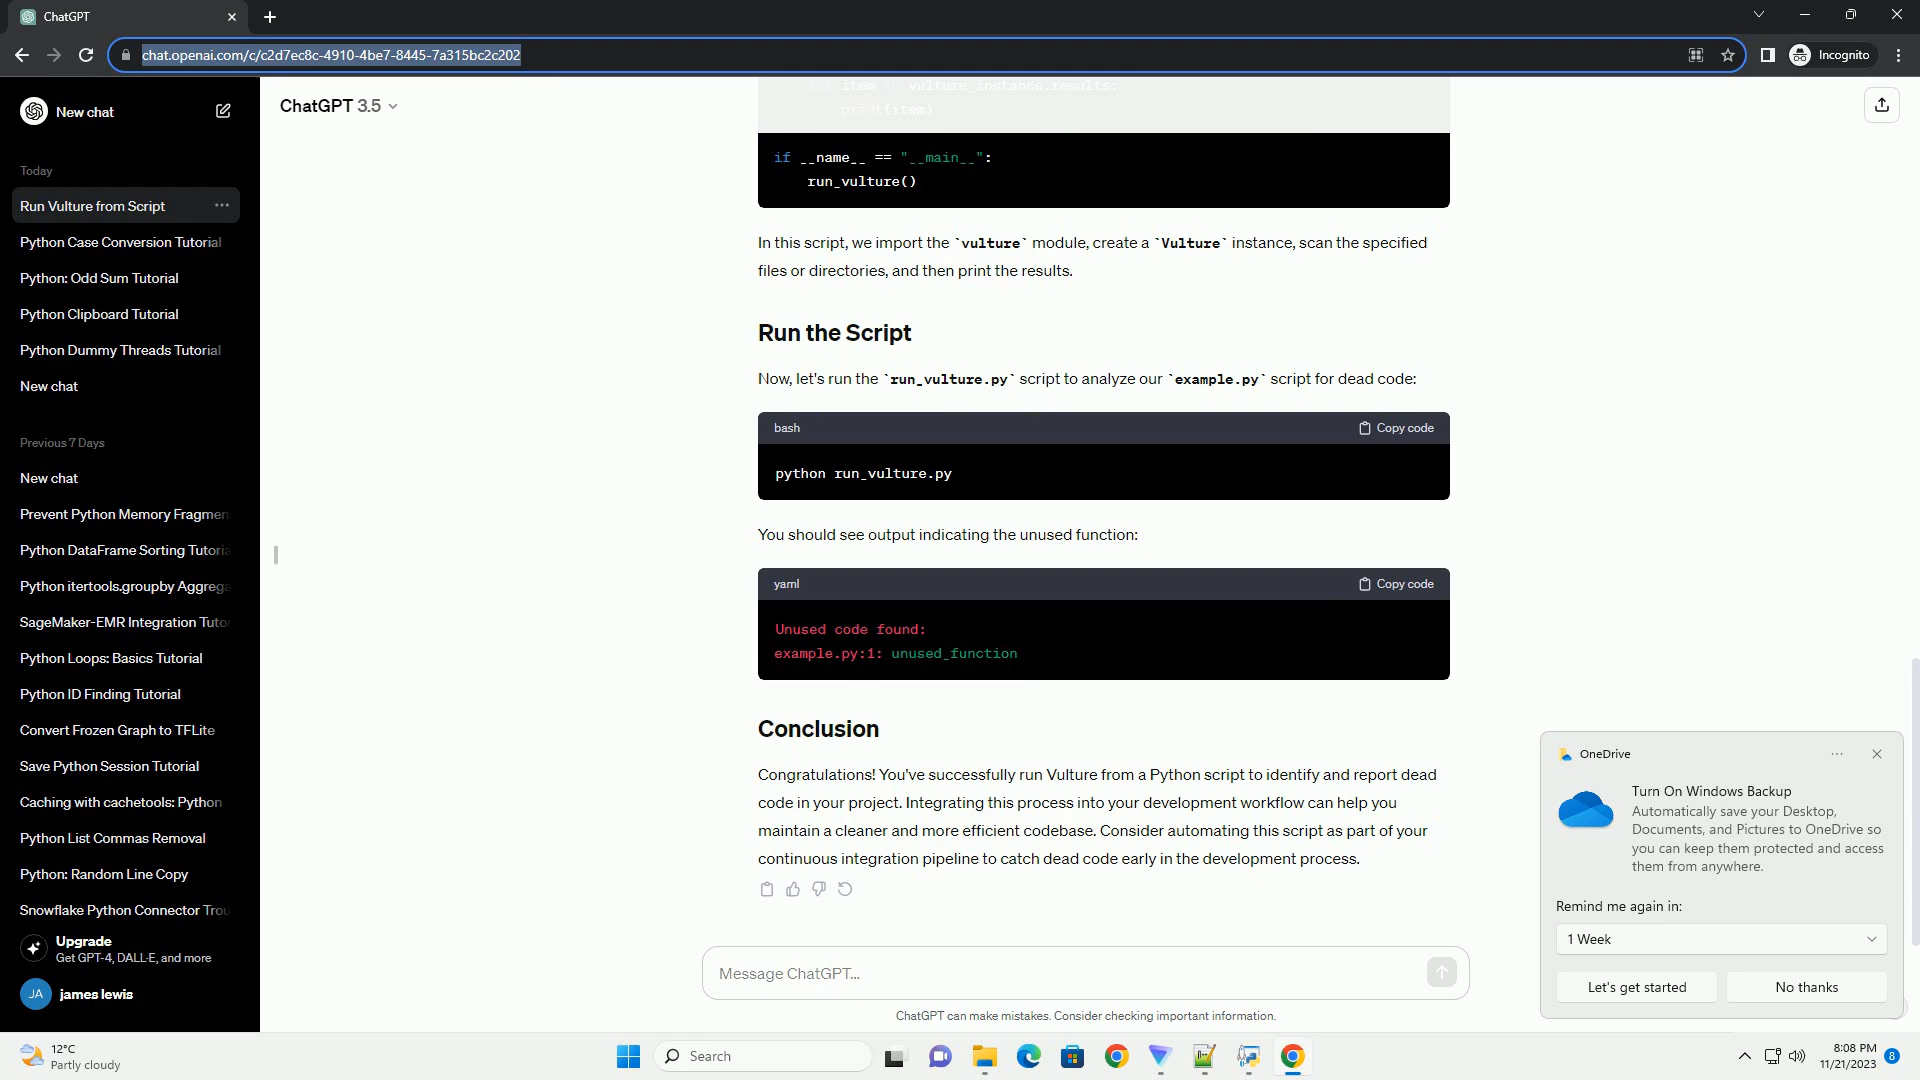 ChatGPT
chat.openai.com/c/c2d7ec8c-4910-4be7-8445-7a315bc2c202
Incognito
New chat
Today
Run Vulture from Script
Python Case Conversion Tutorial
Python: Odd Sum Tutorial
Python Clipboard Tutorial
Python Dummy Threads Tutorial
New chat
Previous 7 Days
New chat
Prevent Python Memory Fragmen
Python DataFrame Sorting Tutoria
Python itertools.groupby Aggrega
SageMaker-EMR Integration Tuto
Python Loops: Basics Tutorial
Python ID Finding Tutorial
Convert Frozen Graph to TFLite
Save Python Session Tutorial
Caching with cachetools: Python
Python List Commas Removal
Python: Random Line Copy
Snowflake Python Connector Trou
Upgrade
Get GPT-4, DALL·E, and more
JA james lewis
ChatGPT 3.5
item vulture_instance.results:
print(item)
if __name__ == "__main__":
run_vulture()
In this script, we import the `vulture` module, create a `Vulture` instance, scan the specified
files or directories, and then print the results.
Run the Script
Now, let's run the `run_vulture.py` script to analyze our `example.py` script for dead code:
bash Copy code
python run_vulture.py
You should see output indicating the unused function:
yaml Copy code
Unused code found:
example.py:1: unused_function
Conclusion
Congratulations! You've successfully run Vulture from a Python script to identify and report dead
code in your project. Integrating this process into your development workflow can help you
maintain a cleaner and more efficient codebase. Consider automating this script as part of your
continuous integration pipeline to catch dead code early in the development process.
Message ChatGPT...
ChatGPT can make mistakes. Consider checking important information.
OneDrive
Turn On Windows Backup
Automatically save your Desktop,
Documents, and Pictures to OneDrive so
you can keep them protected and access
them from anywhere.
Remind me again in:
1 Week
Let's get started No thanks
12°C
Partly cloudy
Search
8:08 PM
11/21/2023
8